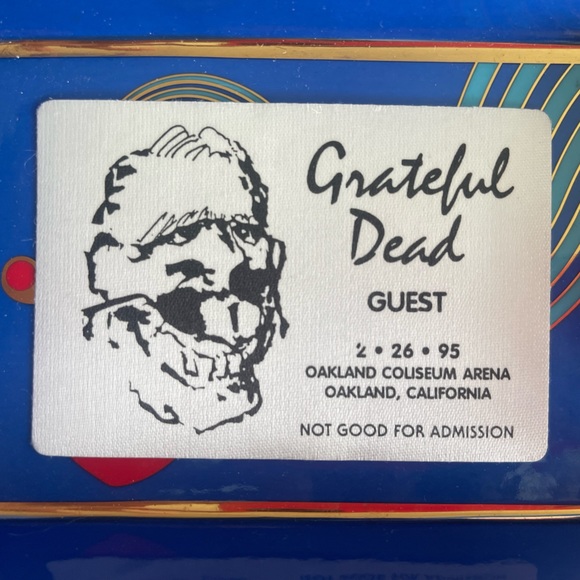 Grateful
Dead
GUEST
2 • 26 • 95
OAKLAND COLISEUM ARENA
OAKLAND, CALIFORNIA
NOT GOOD FOR ADMISSION